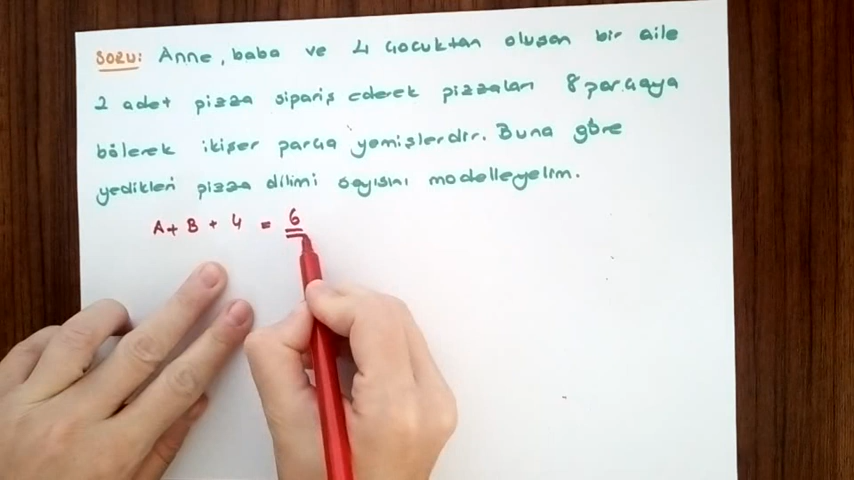 SORU: Anne, baba ve 4 çocuktan oluşan bir aile
2 adet pizza sipariş ederek pizzaları 8 parçaya
bölerek ikişer parça yemişlerdir. Buna göre
yedikleri pizza dilimi sayısını modelleyelim.
A + B + 4 = 6